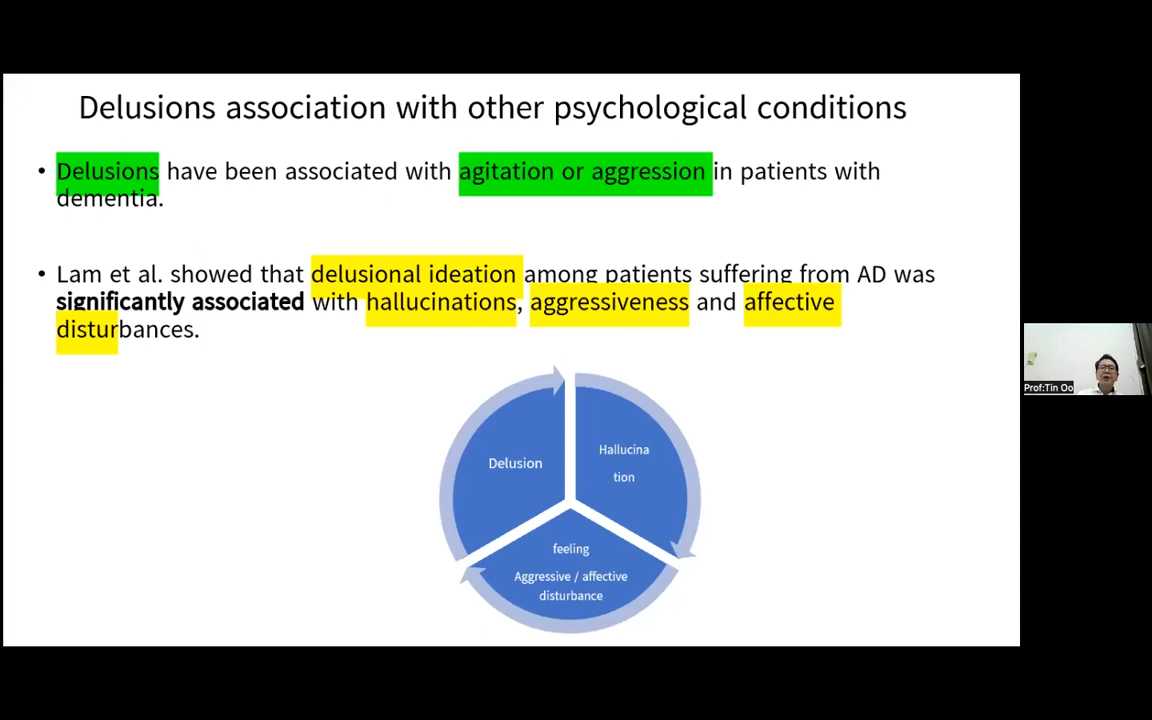 Delusions association with other psychological conditions
• Delusions have been associated with agitation or aggression in patients with
dementia.
• Lam et al. showed that delusional ideation among patients suffering from AD was
significantly associated with hallucinations, aggressiveness and affective
disturbances.
Delusion
Hallucina
tion
feeling
Aggressive / affective
disturbance
Prof:Tin Oo